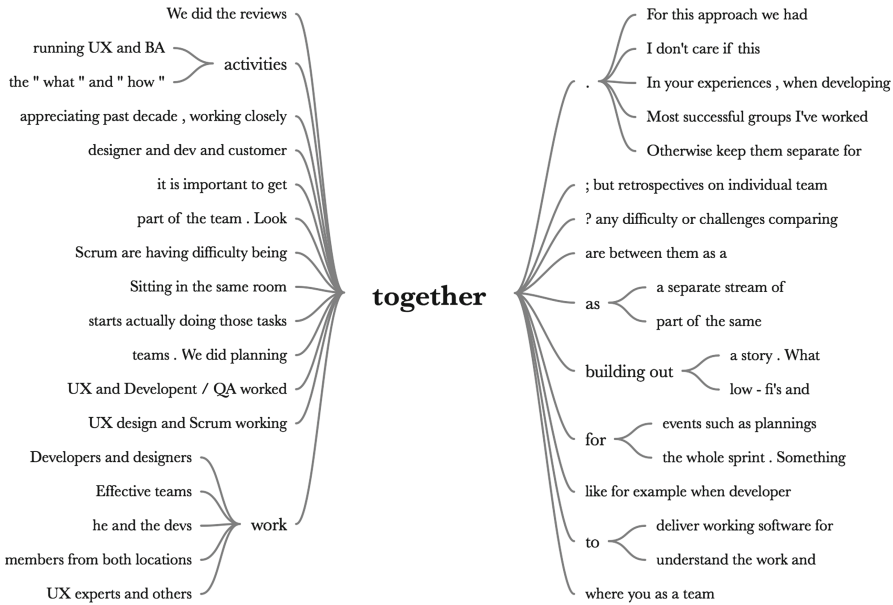 We did the reviews
running UX and BA
the " what " and " how "
activities
appreciating past decade , working closely
designer and dev and customer
it is important to get
part of the team . Look
Scrum are having difficulty being
Sitting in the same room
starts actually doing those tasks
teams . We did planning
UX and Developent / QA worked
UX design and Scrum working
Developers and designers
Effective teams
he and the devs
members from both locations
UX experts and others
work
together
.
For this approach we had
I don't care if this
In your experiences , when developing
Most successful groups I've worked
Otherwise keep them separate for
; but retrospectives on individual team
? any difficulty or challenges comparing
are between them as a
as
a separate stream of
part of the same
building out
a story . What
low - fi's and
for
events such as plannings
the whole sprint . Something
like for example when developer
to
deliver working software for
understand the work and
where you as a team